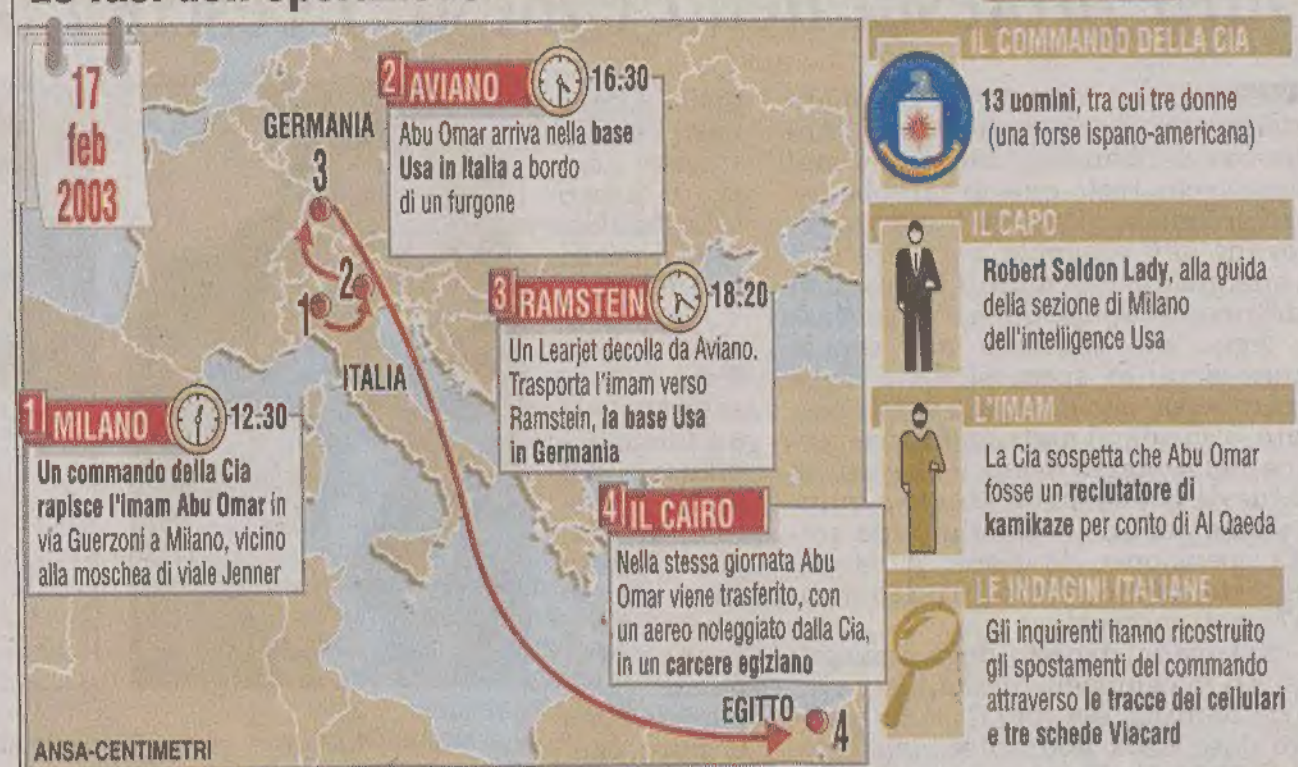 17
feb
2003
GERMANIA
3
2
1
ITALIA
EGITTO
4
1 MILANO 12:30
Un commando della Cia
rapisce l'Imam Abu Omar in
via Guerzoni a Milano, vicino
alla moschea di viale Jenner
2 AVIANO 16:30
Abu Omar arriva nella base
Usa in Italia a bordo
di un furgone
3 RAMSTEIN 18:20
Un Learjet decolla da Aviano.
Trasporta l'imam verso
Ramstein, la base Usa
in Germania
4 IL CAIRO
Nella stessa giornata Abu
Omar viene trasferito, con
un aereo noleggiato dalla Cia,
in un carcere egiziano
ANSA-CENTIMETRI
IL COMMANDO DELLA CIA
13 uomini, tra cui tre donne
(una forse ispano-americana)
IL CAPO
Robert Seldon Lady, alla guida
della sezione di Milano
dell'intelligence Usa
L'IMAM
La Cia sospetta che Abu Omar
fosse un reclutatore di
kamikaze per conto di Al Qaeda
LE INDAGINI ITALIANE
Gli inquirenti hanno ricostruito
gli spostamenti del commando
attraverso le tracce dei cellulari
e tre schede Viacard